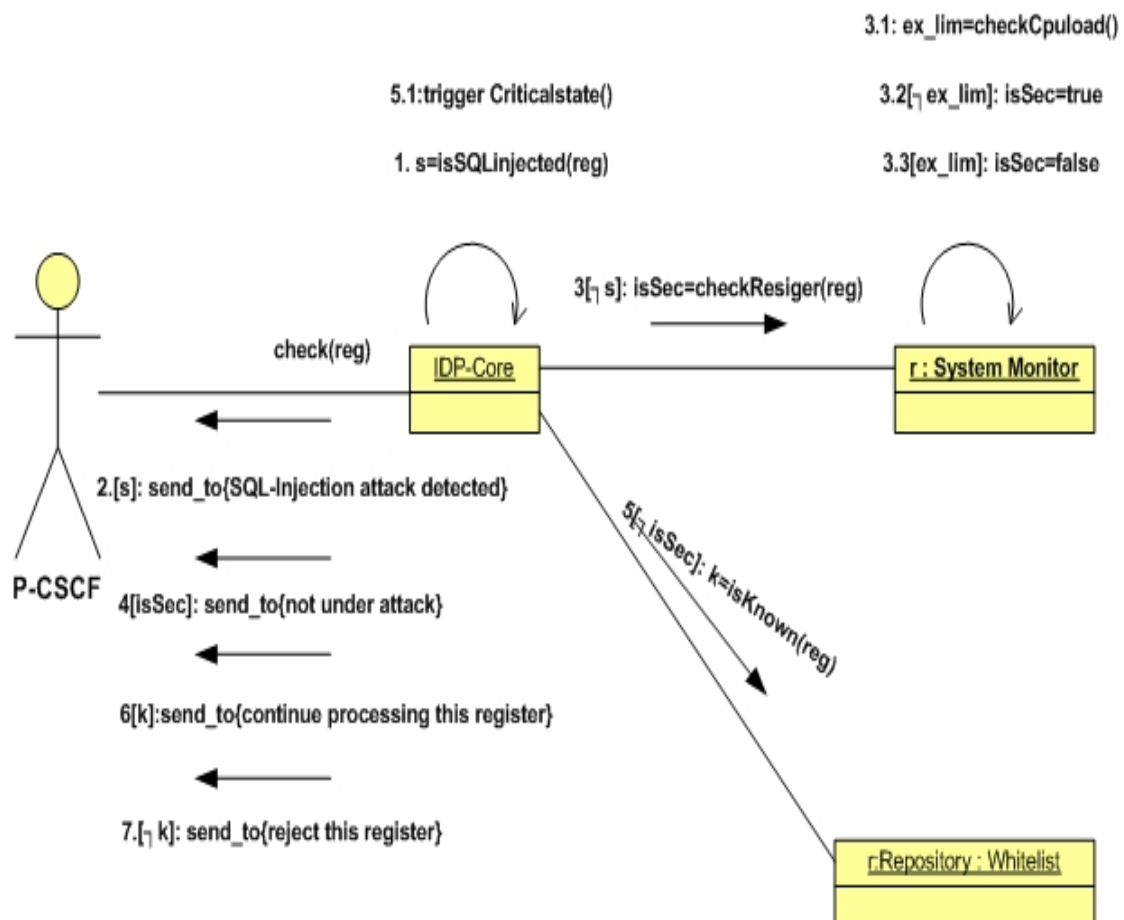 3.1: ex_lim=checkCpuload()
5.1:trigger Criticalstate()
3.2[┐ex_lim]: isSec=true
1. s=isSQLinjected(reg)
3.3[ex_lim]: isSec=false
3[┐s]: isSec=checkResiger(reg)
check(reg)
IDP-Core
r : System Monitor
2.[s]: send_to{SQL-Injection attack detected}
5[┐isSec]: k=isKnown(reg)
P-CSCF
4[isSec]: send_to{not under attack}
6[k]:send_to{continue processing this register}
7.[┐k]: send_to{reject this register}
r:Repository : Whitelist